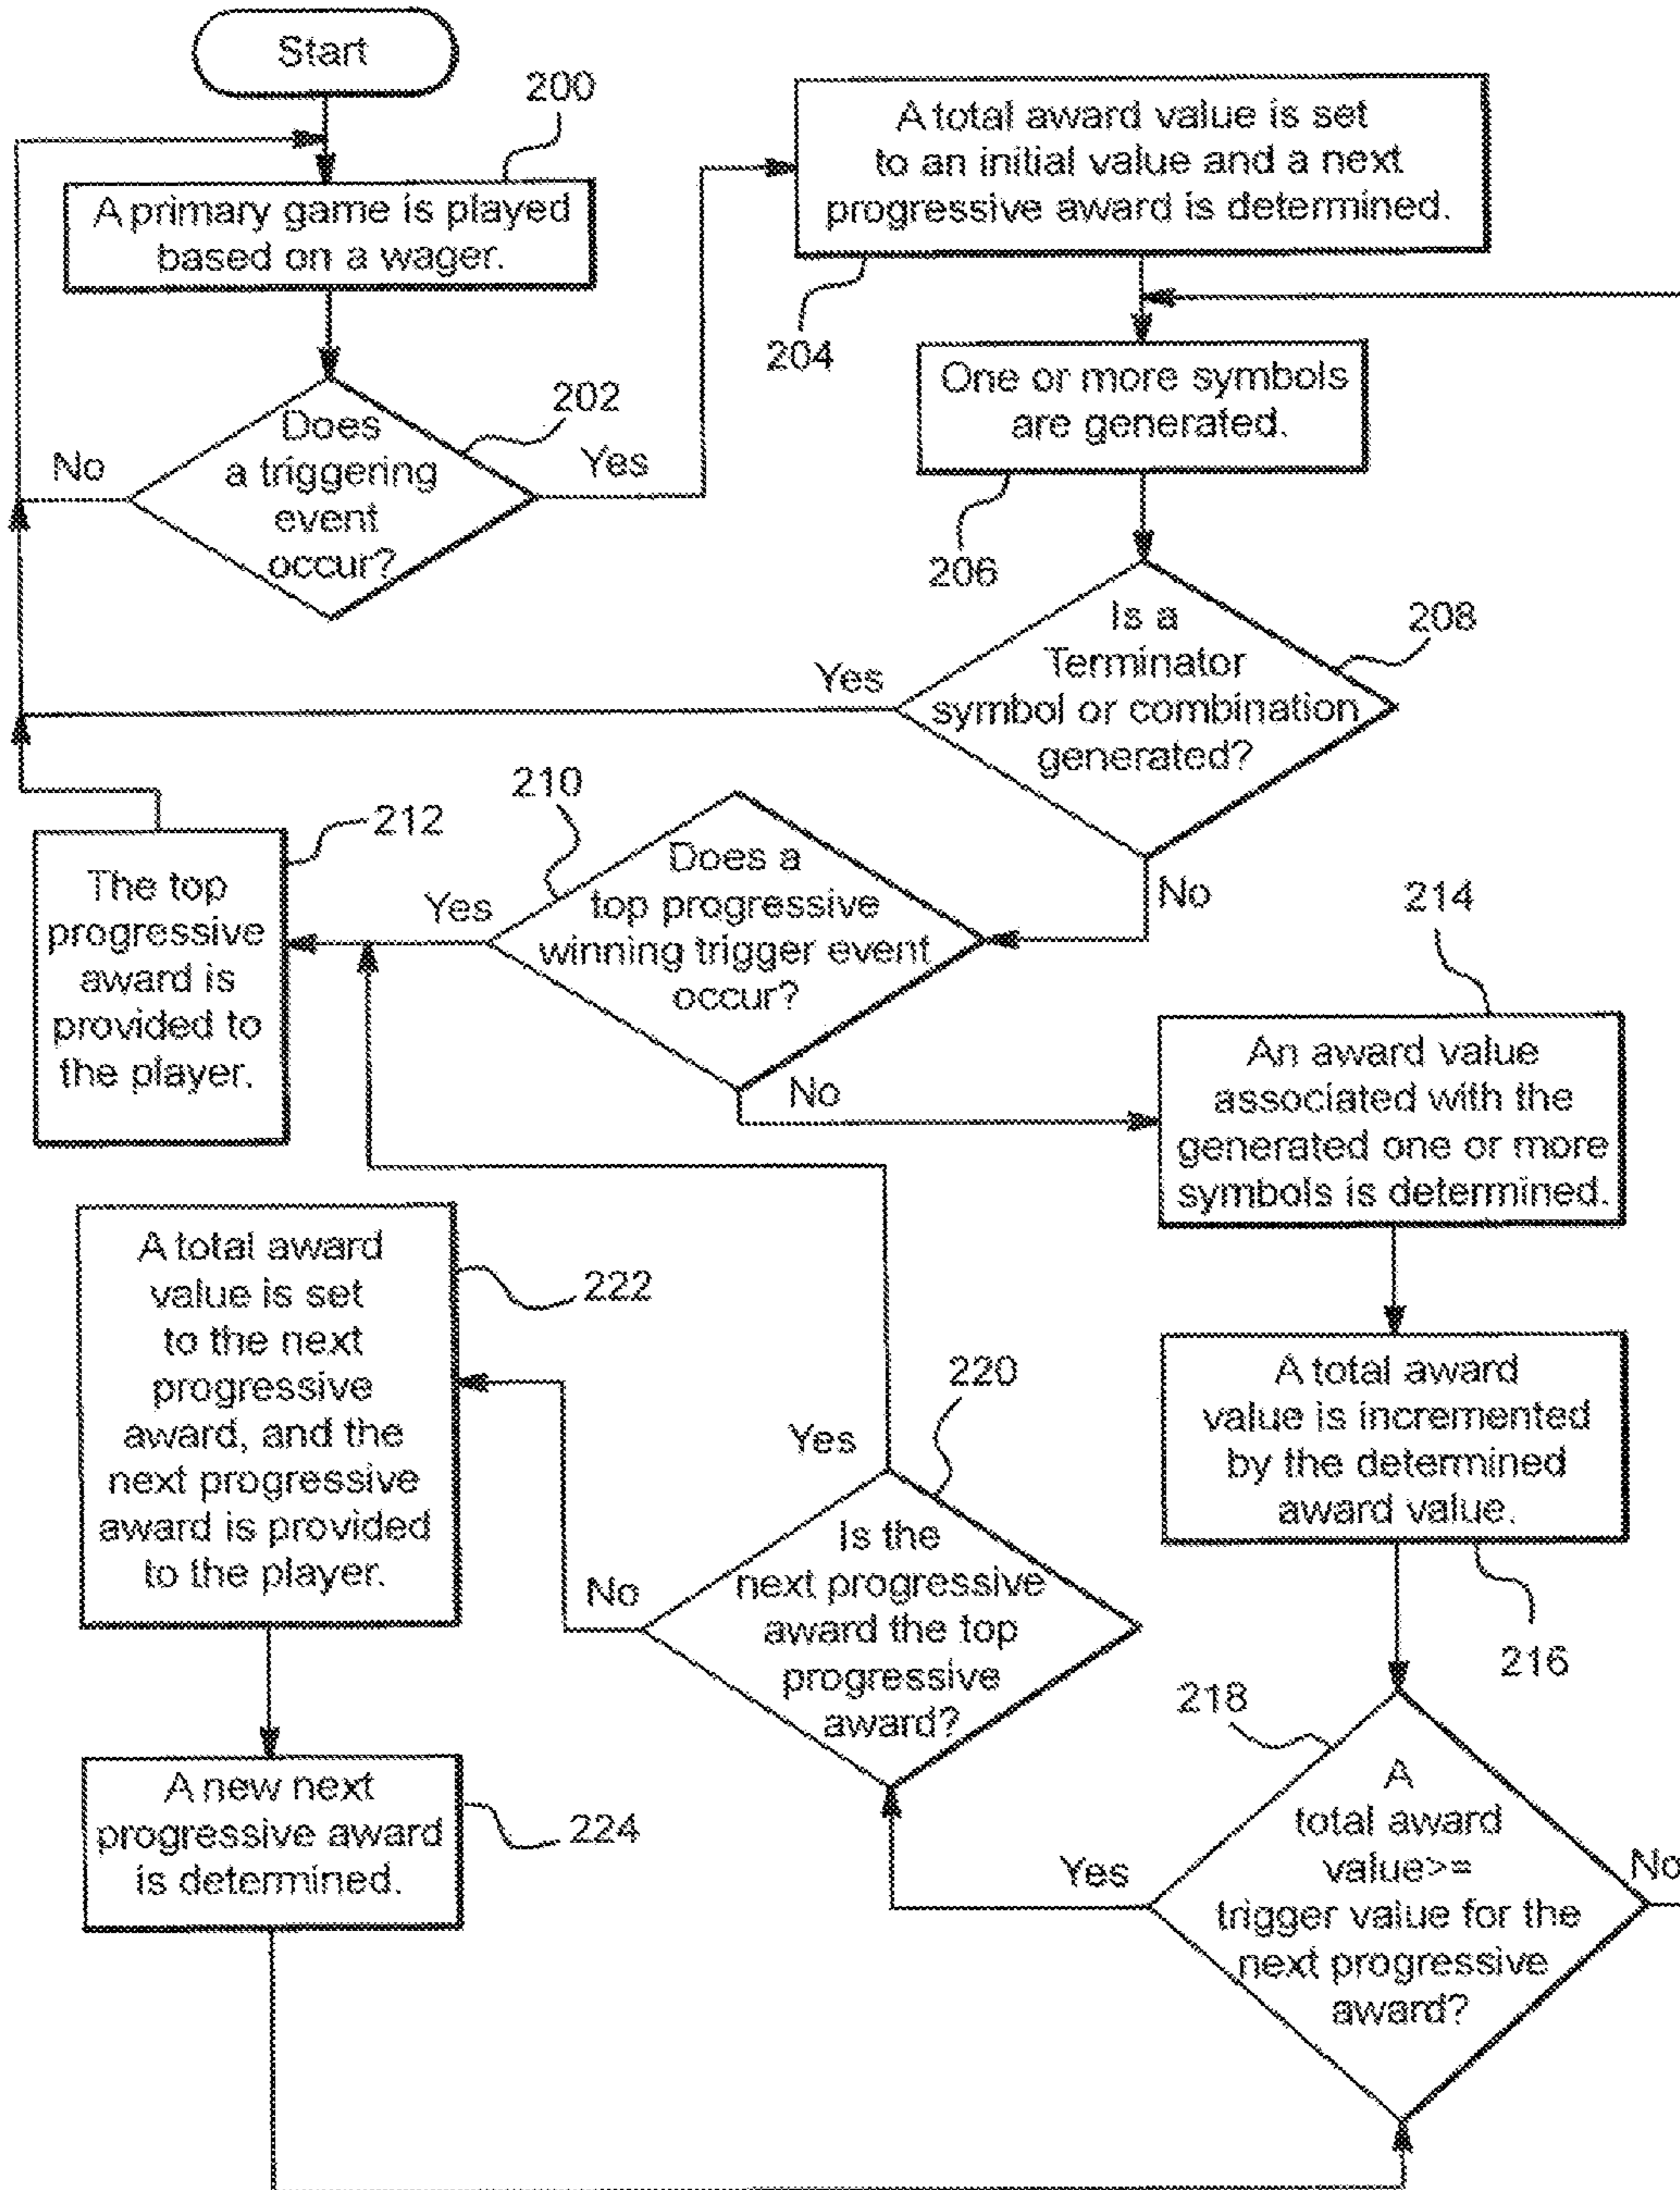 Start
200
A primary game is played
based on a wager.
202
Does
a triggering
event
occur?
No
Yes
A total award value is set
to an initial value and a next
progressive award is determined.
204
One or more symbols
are generated.
206
208
Is a
Terminator
symbol or combination
generated?
Yes
No
210
Does a
top progressive
winning trigger event
occur?
Yes
No
212
The top
progressive
award is
provided to
the player.
214
An award value
associated with the
generated one or more
symbols is determined.
A total award
value is incremented
by the determined
award value.
216
218
A
total award
value>=
trigger value for the
next progressive
award?
Yes
No
220
Is the
next progressive
award the top
progressive
award?
Yes
No
A total award
value is set
to the next
progressive
award, and the
next progressive
award is provided
to the player.
222
A new next
progressive award
is determined.
224